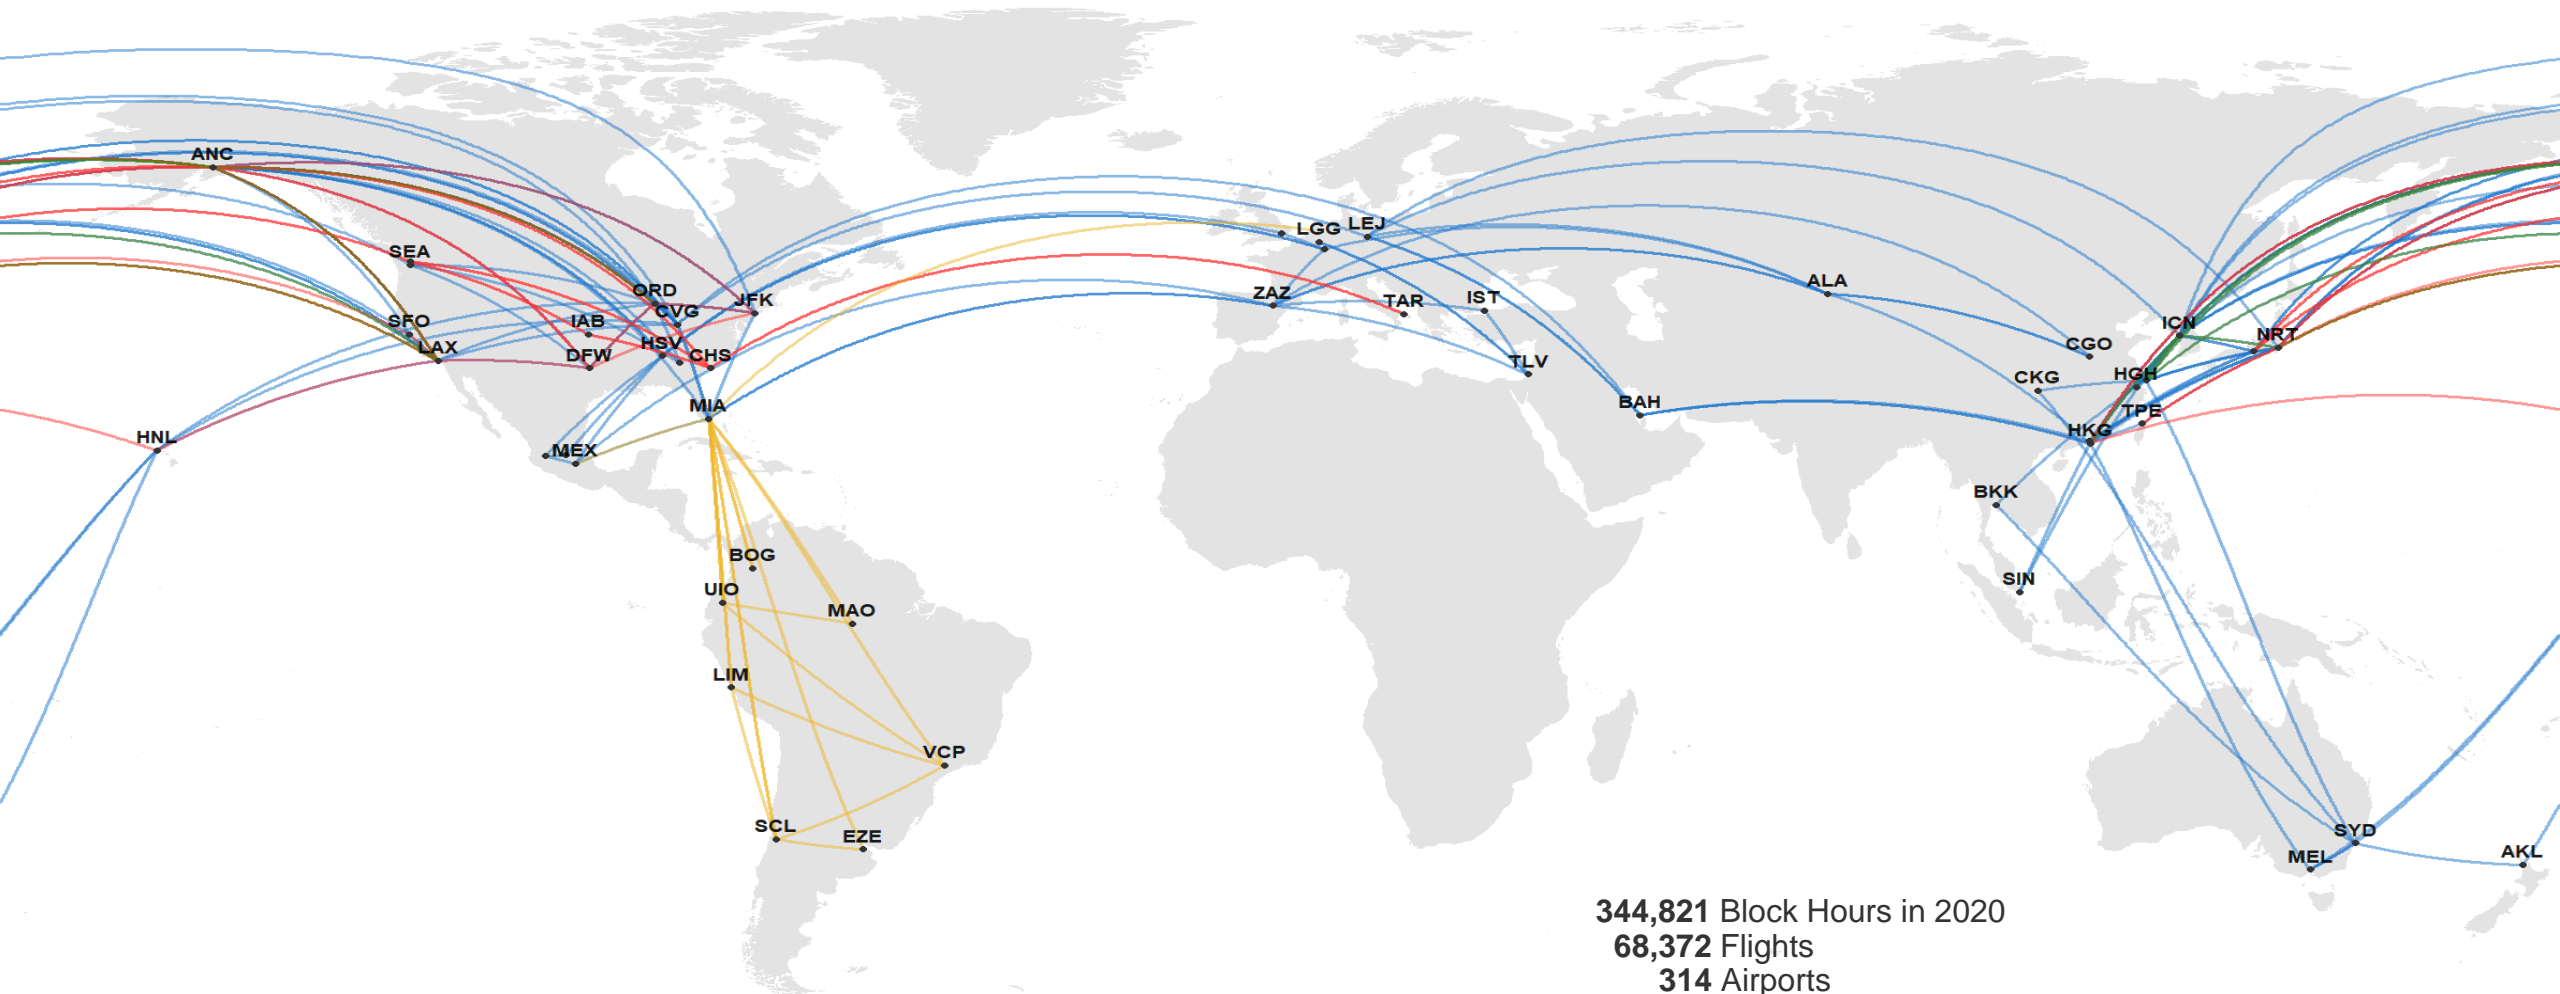 ANC
SEA
SFO
LAX
HNL
ORD
CVG
JFK
IAB
HSV
CHS
DFW
MIA
MEX
BOG
UIO
MAO
LIM
VCP
SCL
EZE
LGG
LEJ
ZAZ
TAR
IST
TLV
BAH
ALA
CGO
CKG
ICN
NRT
HGH
TPE
HKG
BKK
SIN
SYD
MEL
AKL
344,821 Block Hours in 2020
68,372 Flights
314 Airports